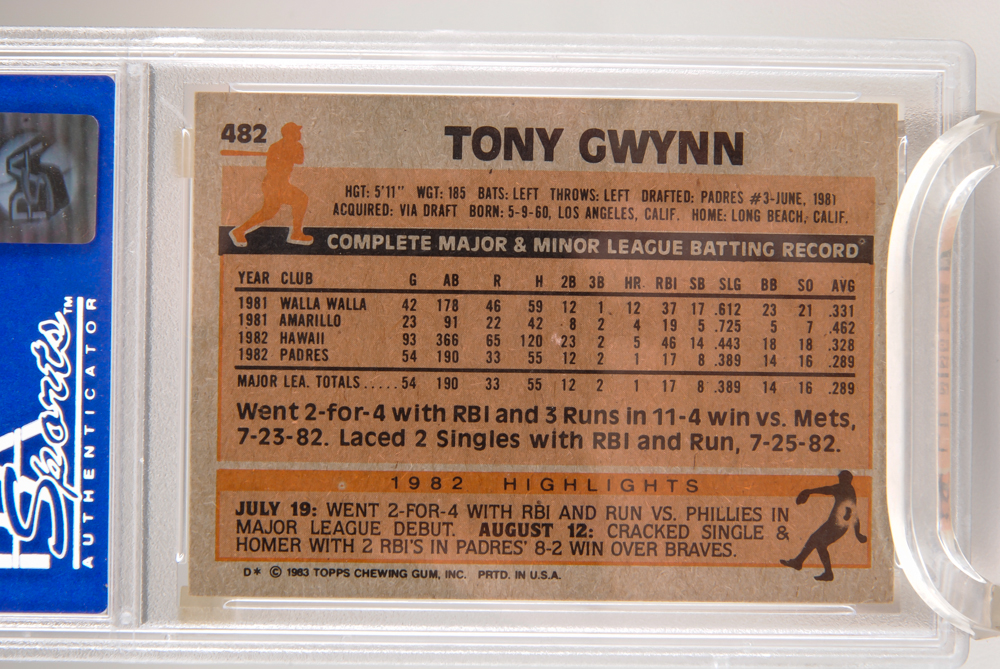 482 TONY GWYNN
HGT: 5'11" WGT: 185 BATS: LEFT THROWS: LEFT DRAFTED: PADRES #3-JUNE, 1981
ACQUIRED: VIA DRAFT BORN: 5-9-60, LOS ANGELES, CALIF. HOME: LONG BEACH, CALIF.
COMPLETE MAJOR & MINOR LEAGUE BATTING RECORD
YEAR CLUB G AB R H 2B 3B HR RBI SB SLG BB SO AVG
1981 WALLA WALLA 42 178 46 59 12 1 12 37 17 .612 23 21 .331
1981 AMARILLO 23 91 22 42 8 2 4 19 5 .725 5 7 .462
1982 HAWAII 93 366 65 120 23 2 5 46 14 .443 18 18 .328
1982 PADRES 54 190 33 55 12 2 1 17 8 .389 14 16 .289
MAJOR LEA. TOTALS.....54 190 33 55 12 2 1 17 8 .389 14 16 .289
Went 2-for-4 with RBI and 3 Runs in 11-4 win vs. Mets,
7-23-82. Laced 2 Singles with RBI and Run, 7-25-82.
1982 HIGHLIGHTS
JULY 19: WENT 2-FOR-4 WITH RBI AND RUN VS. PHILLIES IN
MAJOR LEAGUE DEBUT. AUGUST 12: CRACKED SINGLE &
HOMER WITH 2 RBI'S IN PADRES' 8-2 WIN OVER BRAVES.
D* © 1983 TOPPS CHEWING GUM, INC. PRTD. IN U.S.A.
PSA
Sports™
AUTHENTICATOR